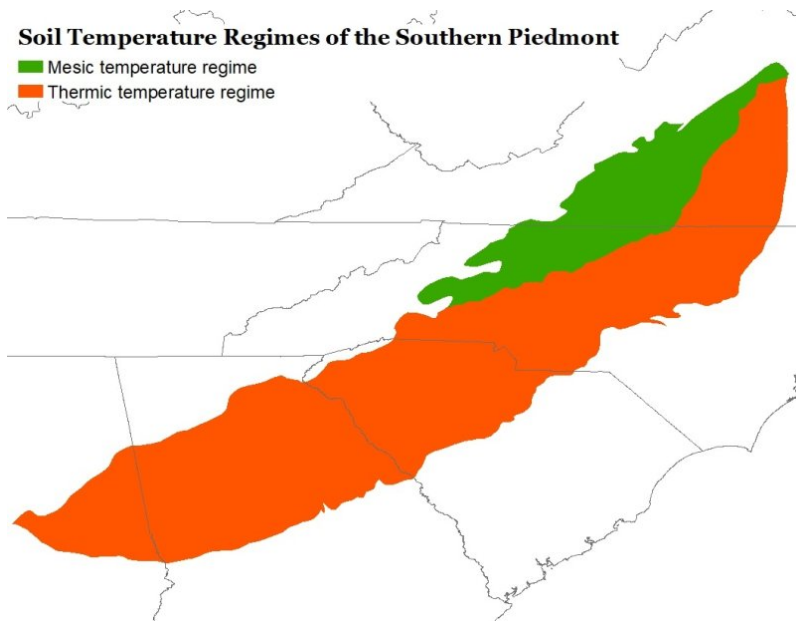 Soil Temperature Regimes of the Southern Piedmont
Mesic temperature regime
Thermic temperature regime